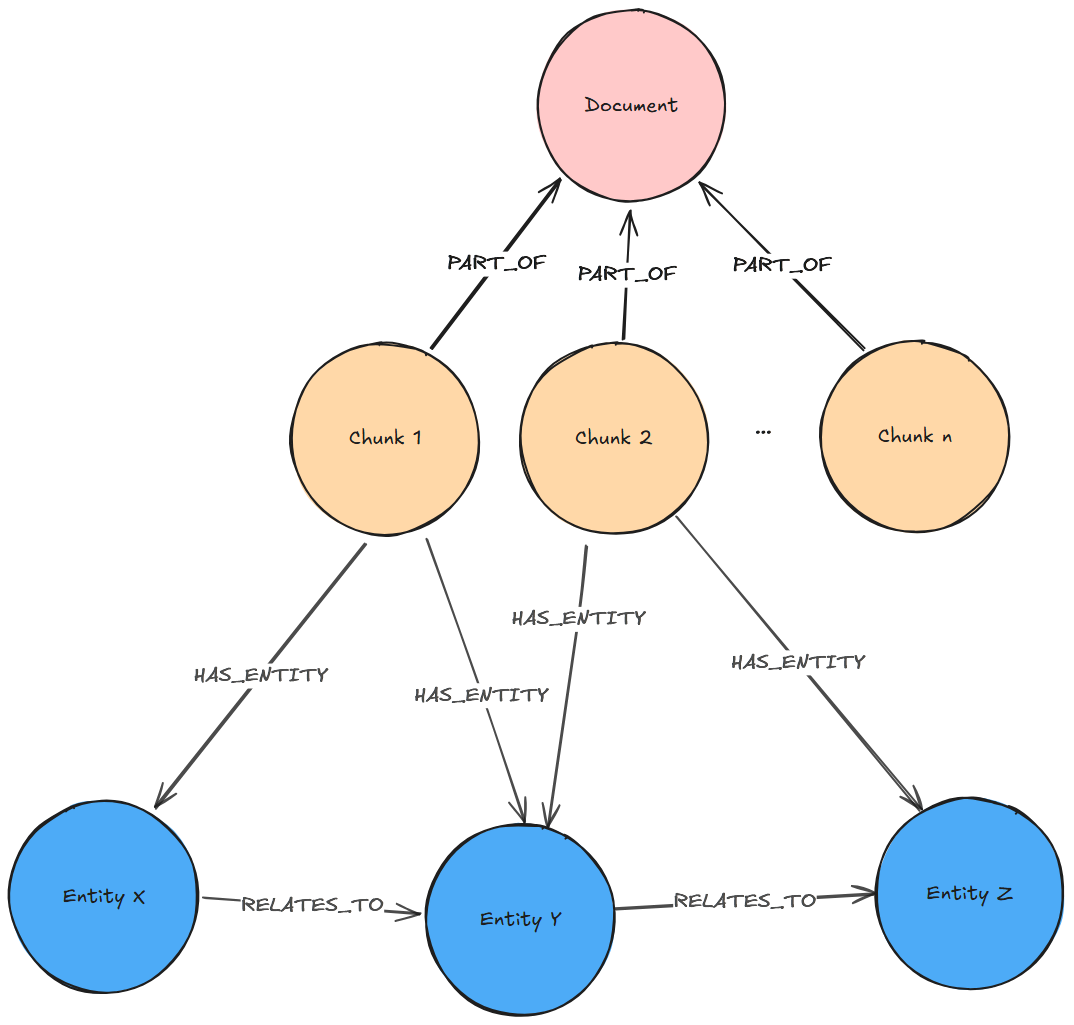 Document
PART_OF
PART_OF
PART_OF
Chunk 1
Chunk 2
...
Chunk n
HAS_ENTITY
HAS_ENTITY
HAS_ENTITY
HAS_ENTITY
Entity X
RELATES_TO
Entity Y
RELATES_TO
Entity Z